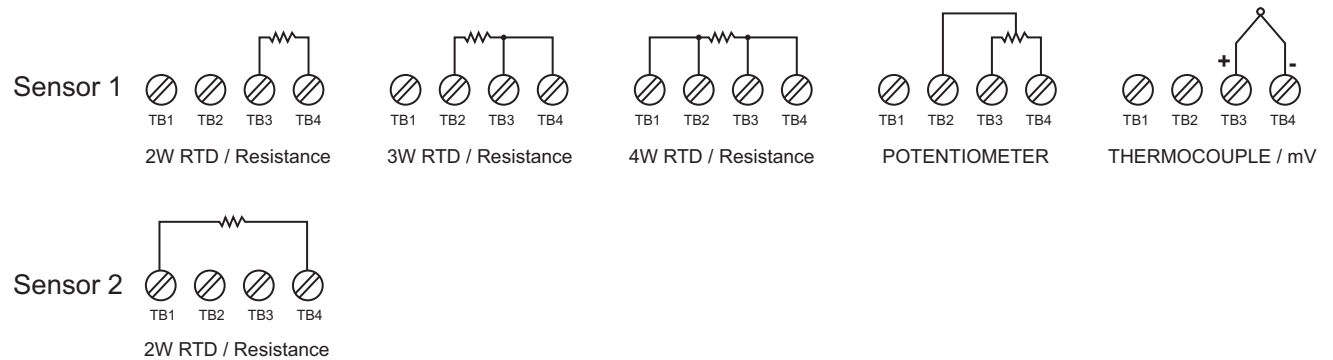 + -
Sensor 1
TB1 TB2 TB3 TB4 TB1 TB2 TB3 TB4 TB1 TB2 TB3 TB4 TB1 TB2 TB3 TB4 TB1 TB2 TB3 TB4
2W RTD / Resistance 3W RTD / Resistance 4W RTD / Resistance POTENTIOMETER THERMOCOUPLE / mV
Sensor 2
TB1 TB2 TB3 TB4
2W RTD / Resistance